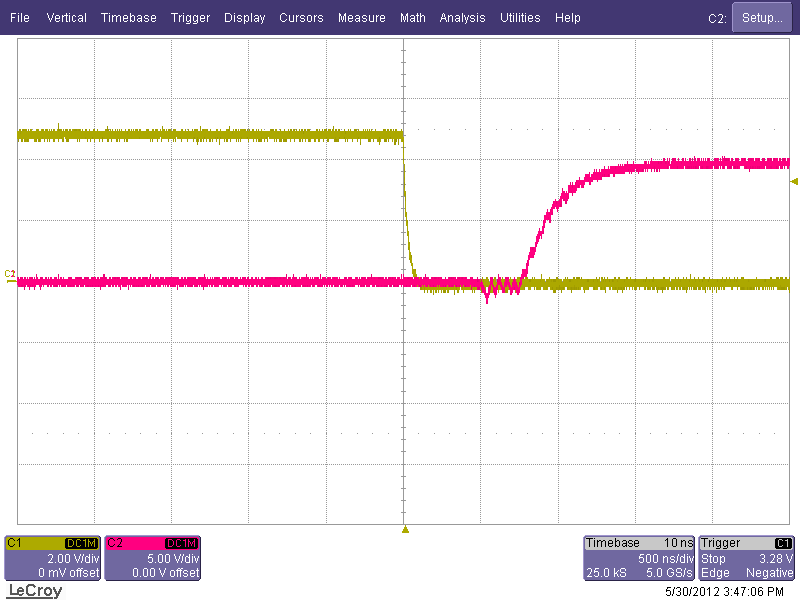 File Vertical Timebase Trigger Display Cursors Measure Math Analysis Utilities Help C2: Setup...
C2
C1 DC1M
2.00 V/div
0 mV offset
C2 DC1M
5.00 V/div
0.00 V offset
Timebase 10 ns
500 ns/div
25.0 kS 5.0 GS/s
Trigger C1
Stop 3.28 V
Edge Negative
LeCroy
5/30/2012 3:47:06 PM